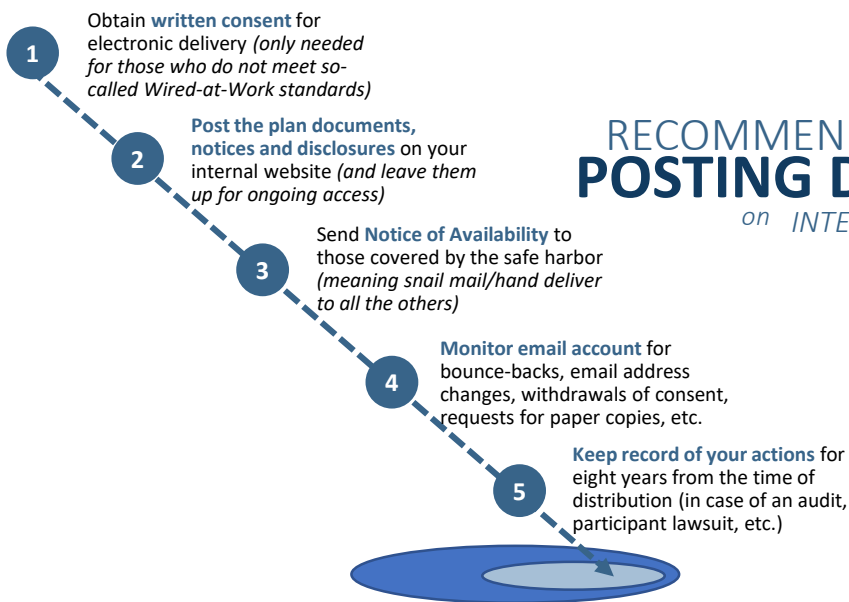 1
Obtain written consent for
electronic delivery (only needed
for those who do not meet so-
called Wired-at-Work standards)
2
Post the plan documents,
notices and disclosures on your
internal website (and leave them
up for ongoing access)
RECOMMEN
POSTING D
on INTE
3
Send Notice of Availability to
those covered by the safe harbor
(meaning snail mail/hand deliver
to all the others)
4
Monitor email account for
bounce-backs, email address
changes, withdrawals of consent,
requests for paper copies, etc.
5
Keep record of your actions for
eight years from the time of
distribution (in case of an audit,
participant lawsuit, etc.)